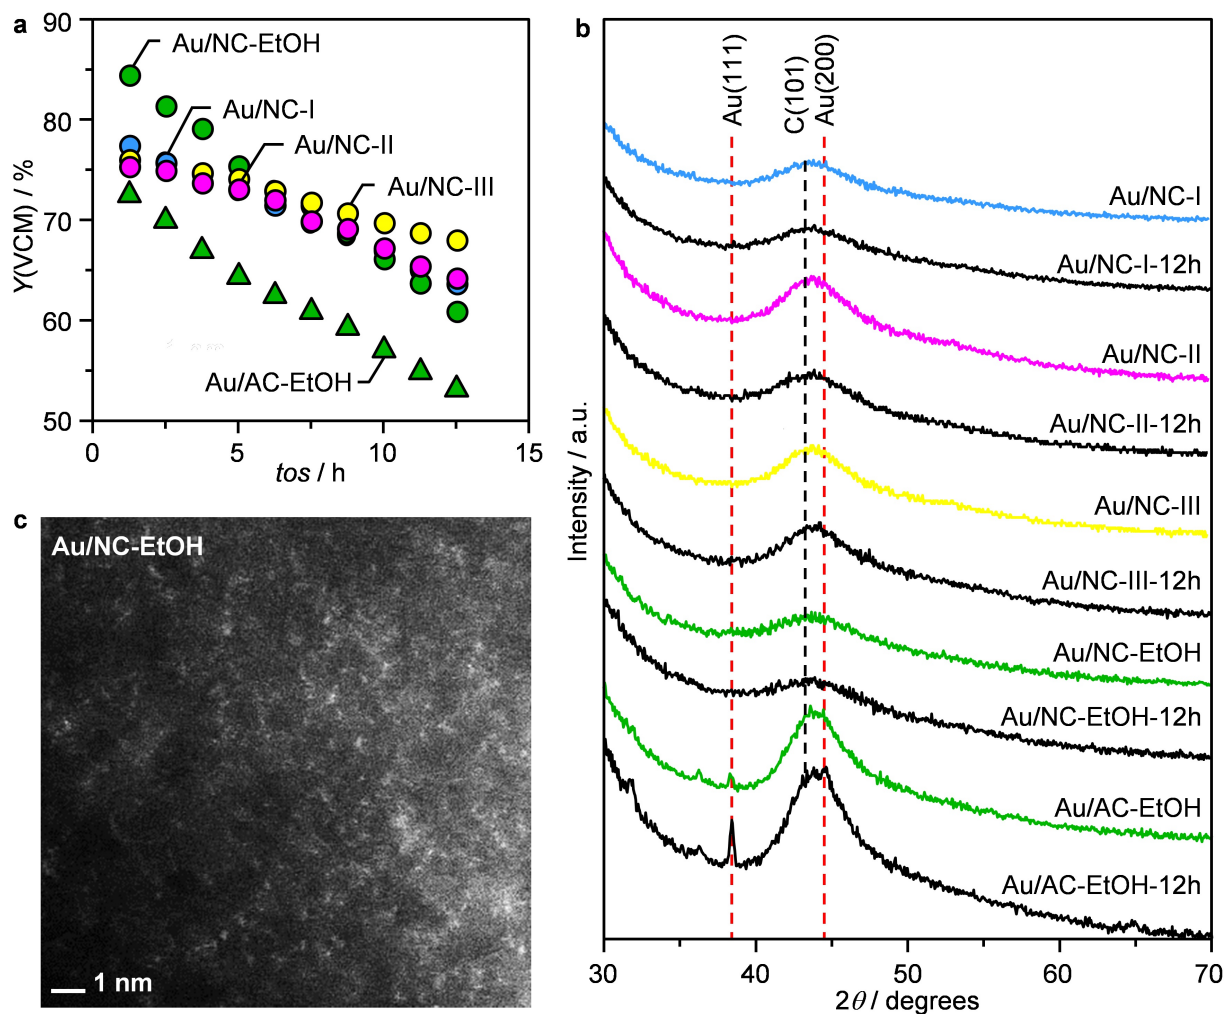 a
90
80
70
60
50
Y(VCM) / %
Au/NC-EtOH
Au/NC-I
Au/NC-II
Au/NC-III
Au/AC-EtOH
0 5 10 15
tos / h
b
Au(111)
C(101)
Au(200)
Au/NC-I
Au/NC-I-12h
Au/NC-II
Au/NC-II-12h
Au/NC-III
Au/NC-III-12h
Au/NC-EtOH
Au/NC-EtOH-12h
Au/AC-EtOH
Au/AC-EtOH-12h
Intensity / a.u.
30 40 50 60 70
2θ / degrees
c
Au/NC-EtOH
1 nm